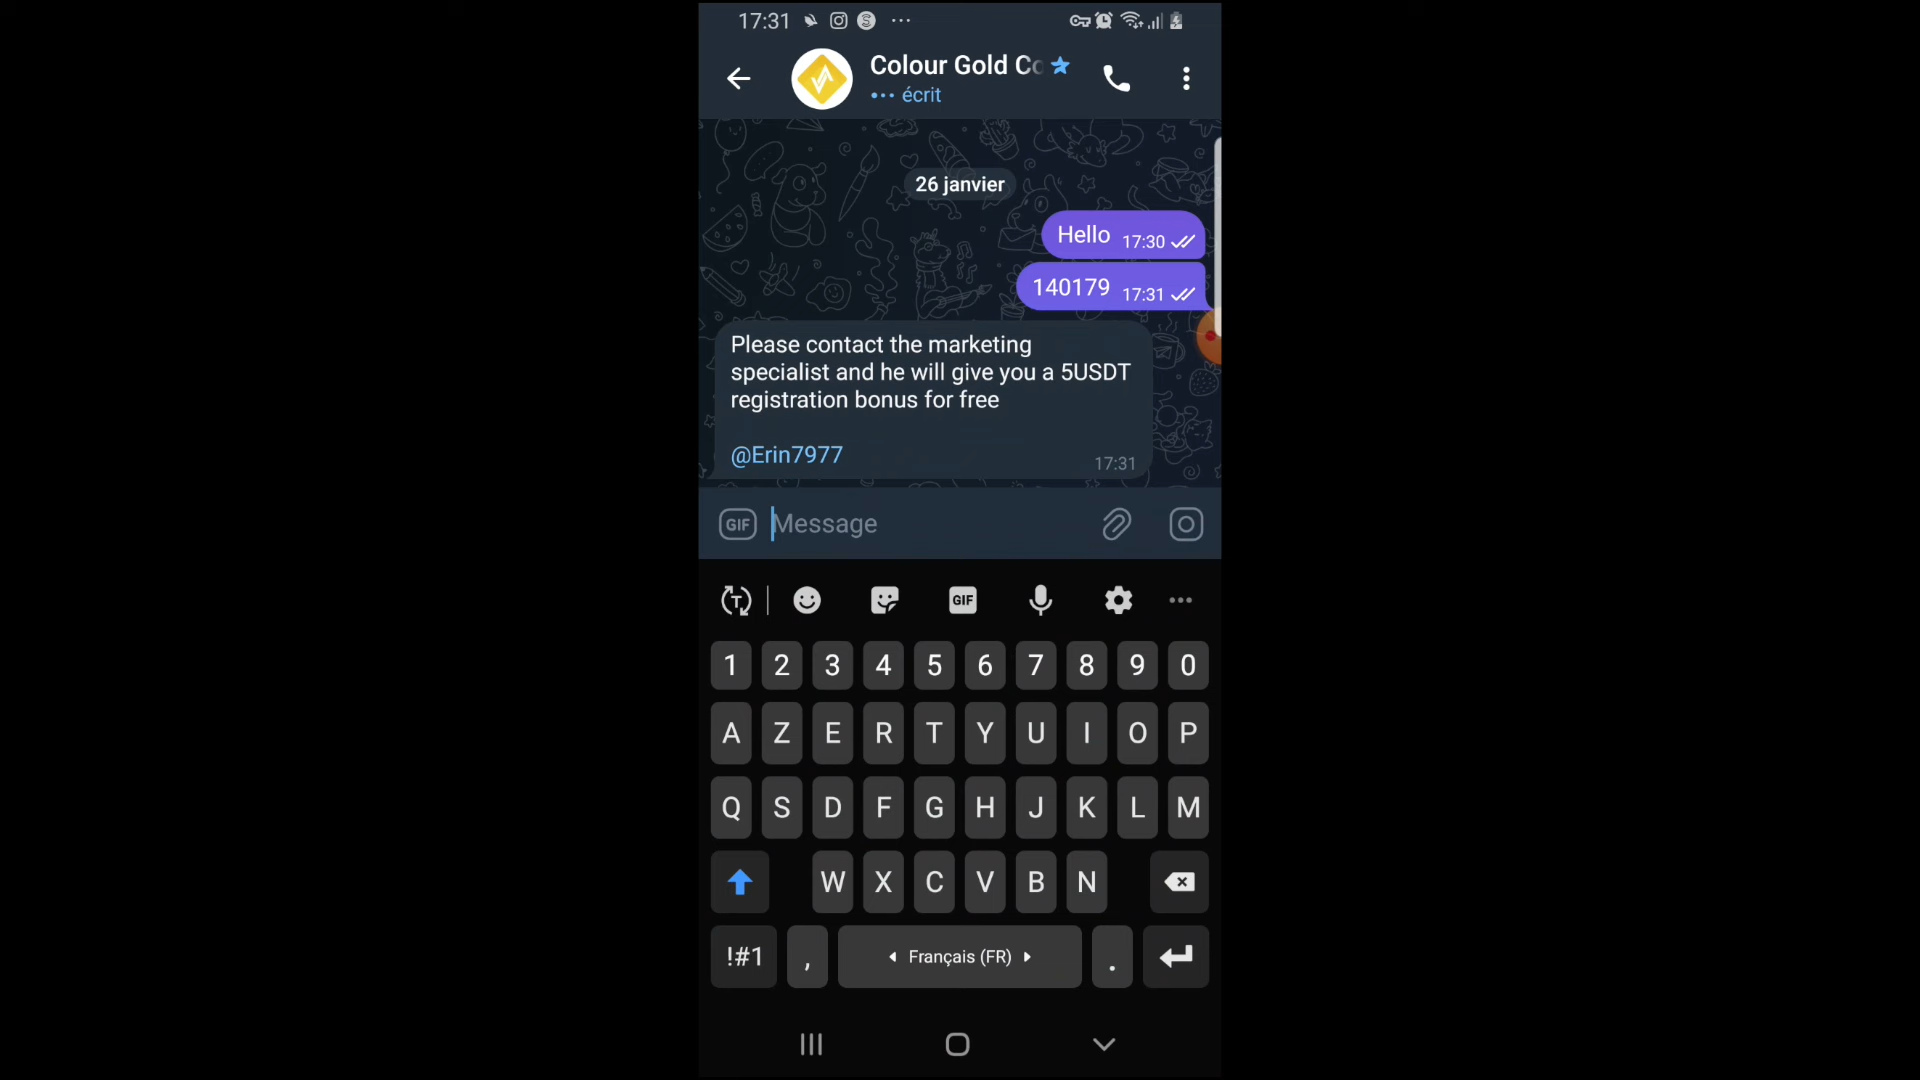 17:31
Colour Gold Co
écrit
26 janvier
Hello 17:30
140179 17:31
Please contact the marketing
specialist and he will give you a 5USDT
registration bonus for free
@Erin7977
17:31
GIF Message
T GIF
1 2 3 4 5 6 7 8 9 0
A Z E R T Y U I O P
Q S D F G H J K L M
W X C V B N
!#1 , Français (FR) .